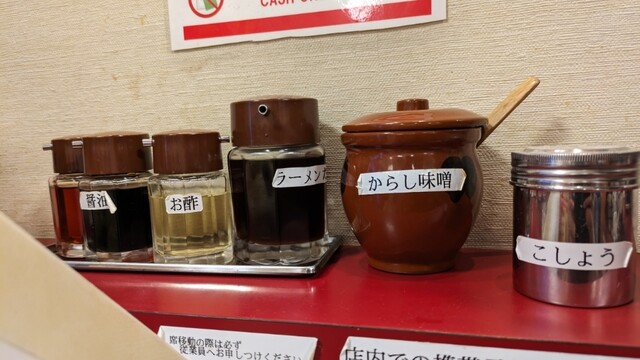 CASH
醤油
お酢
ラーメン
からし味噌
こしょう
席移動の際は必ず
従業員へお申しつけください
店内での携帯